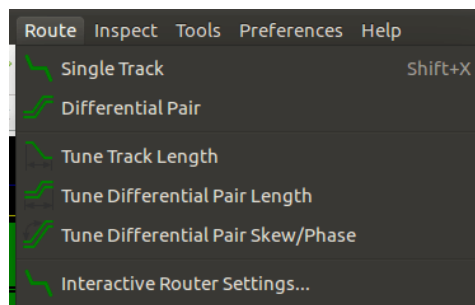 Route Inspect Tools Preferences Help
Single Track Shift+X
Differential Pair
Tune Track Length
Tune Differential Pair Length
Tune Differential Pair Skew/Phase
Interactive Router Settings...